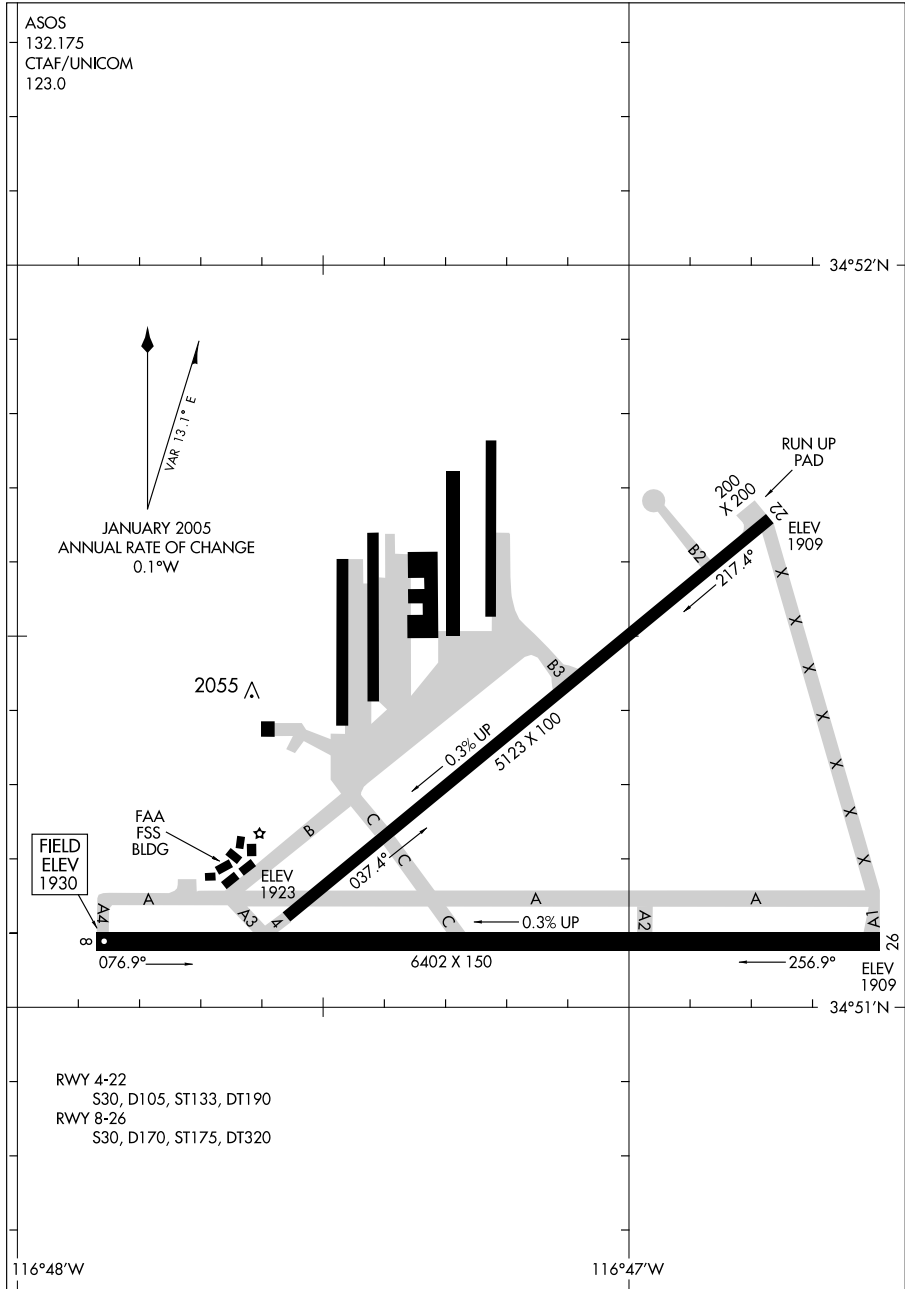 ASOS
132.175
CTAF/UNICOM
123.0
34°52'N
VAR 13.1° E
JANUARY 2005
ANNUAL RATE OF CHANGE
0.1°W
RUN UP
PAD
200
X 200
22
ELEV
1909
B2
217.4°
X
X
X
X
X
X
X
B3
2055
0.3% UP
5123 X 100
FAA
FSS
BLDG
B
C
C
FIELD
ELEV
1930
ELEV
1923
037.4°
A
A
A
A4
A3
4
C
0.3% UP
A2
A1
8
26
076.9°
6402 X 150
256.9°
ELEV
1909
34°51'N
RWY 4-22
S30, D105, ST133, DT190
RWY 8-26
S30, D170, ST175, DT320
116°48'W
116°47'W